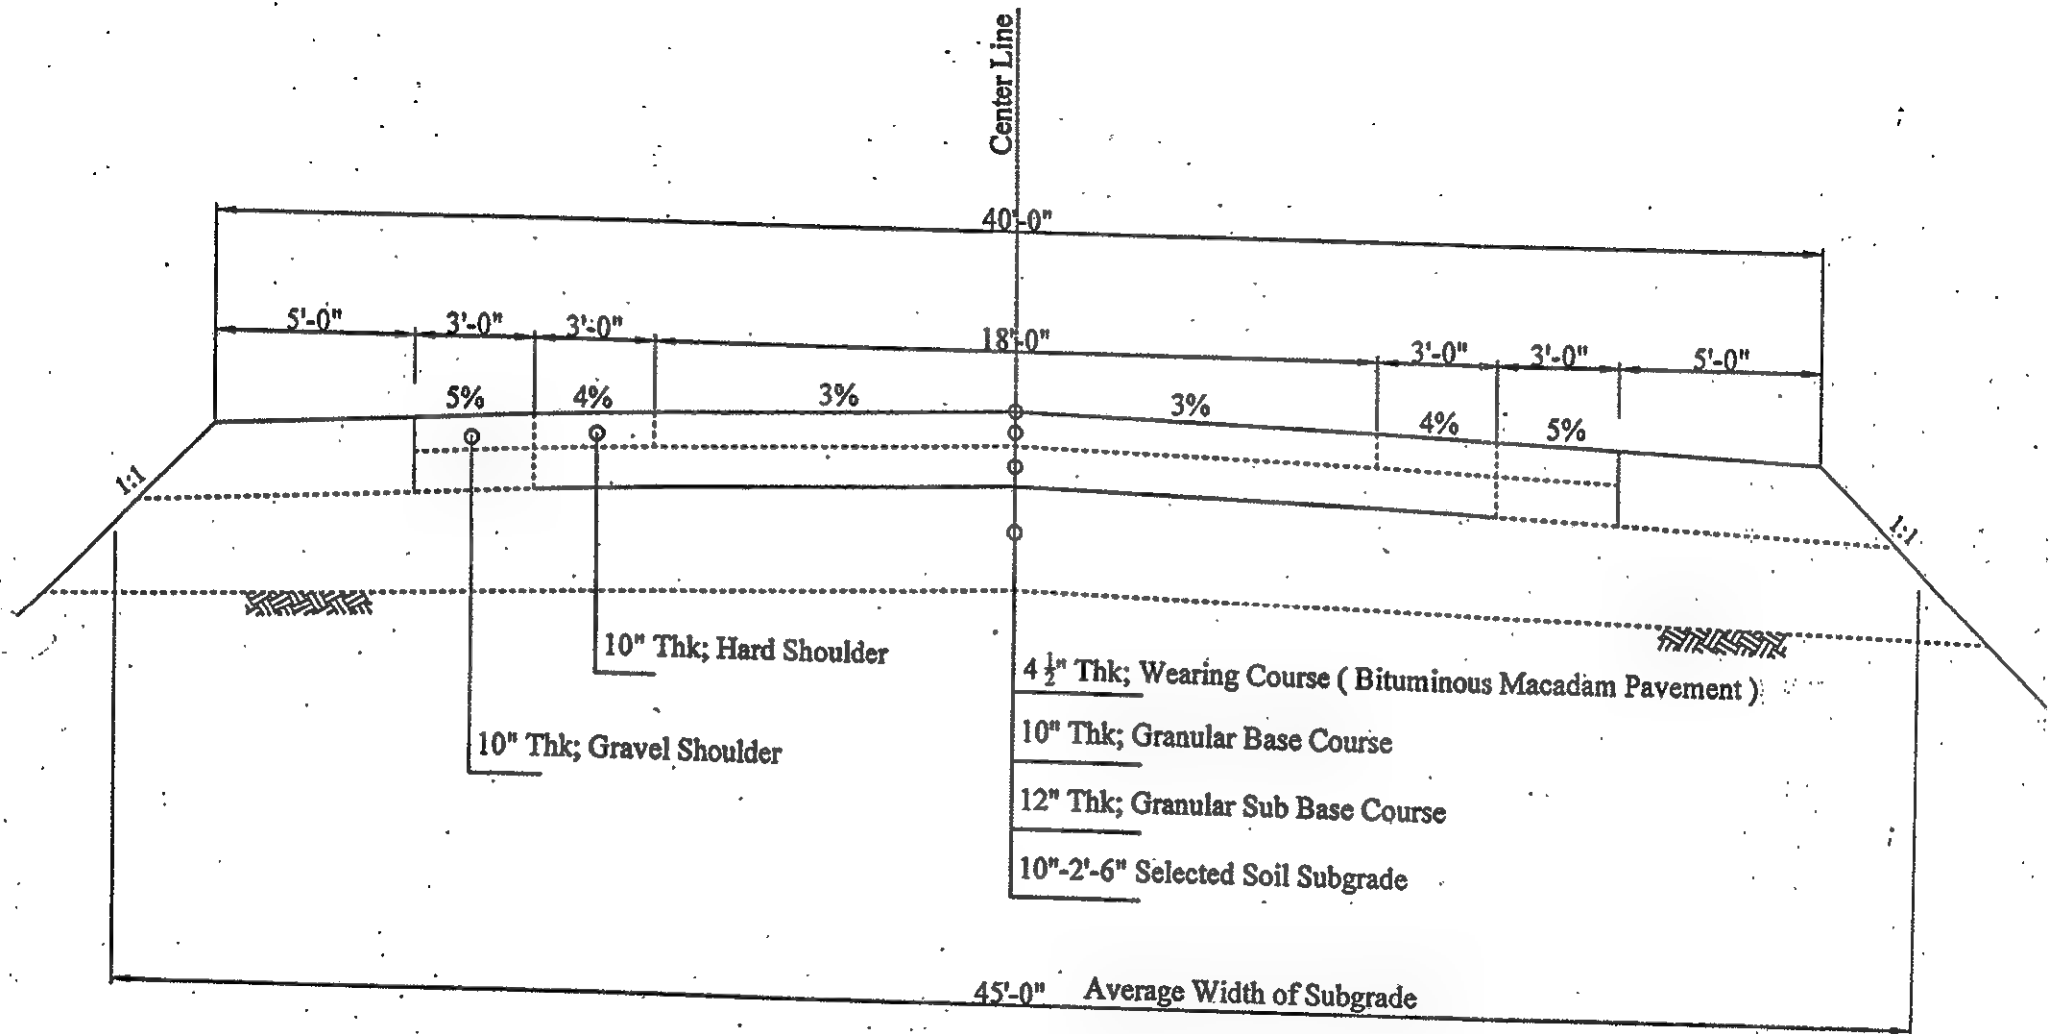 Center Line
40'-0"
5'-0"
3'-0"
3'-0"
18'-0"
3'-0"
3'-0"
5'-0"
5%
4%
3%
3%
4%
5%
1:1
1:1
10" Thk; Hard Shoulder
10" Thk; Gravel Shoulder
4 ½" Thk; Wearing Course ( Bituminous Macadam Pavement )
10" Thk; Granular Base Course
12" Thk; Granular Sub Base Course
10"-2'-6" Selected Soil Subgrade
45'-0" Average Width of Subgrade